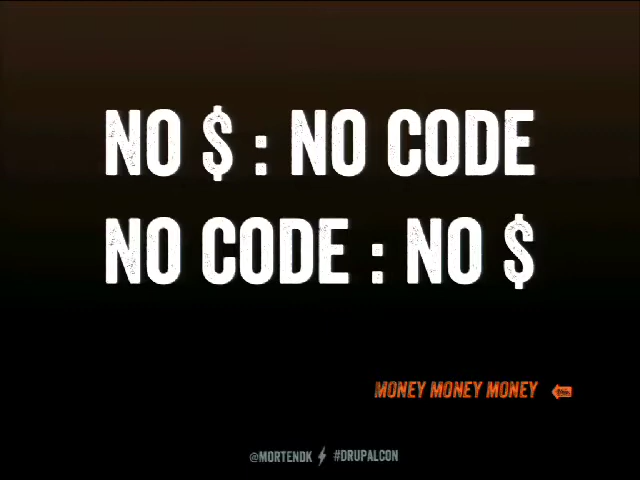 NO $ : NO CODE
NO CODE : NO $
MONEY MONEY MONEY
@MORTENDK #DRUPALCON